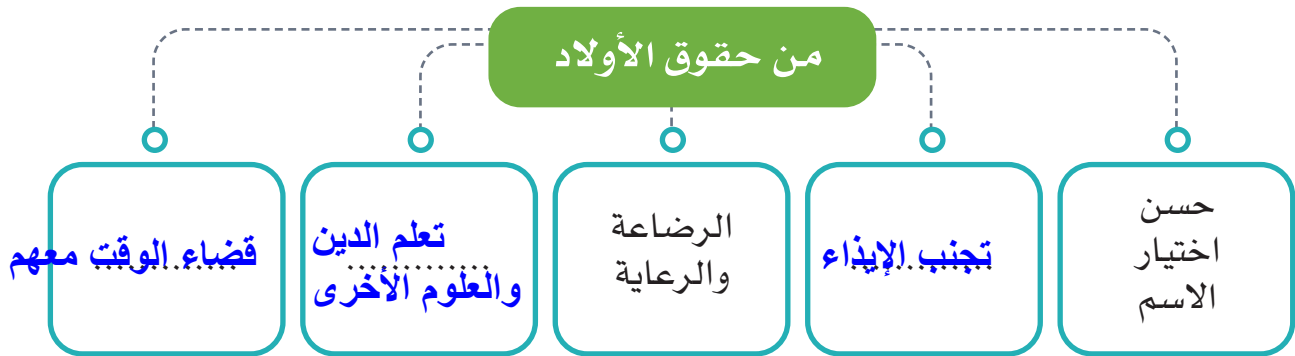 من حقوق الأولاد
حسن
اختيار
الاسم
تجنب الإيذاء
الرضاعة
والرعاية
تعلم الدين
والعلوم الأخرى
قضاء الوقت معهم